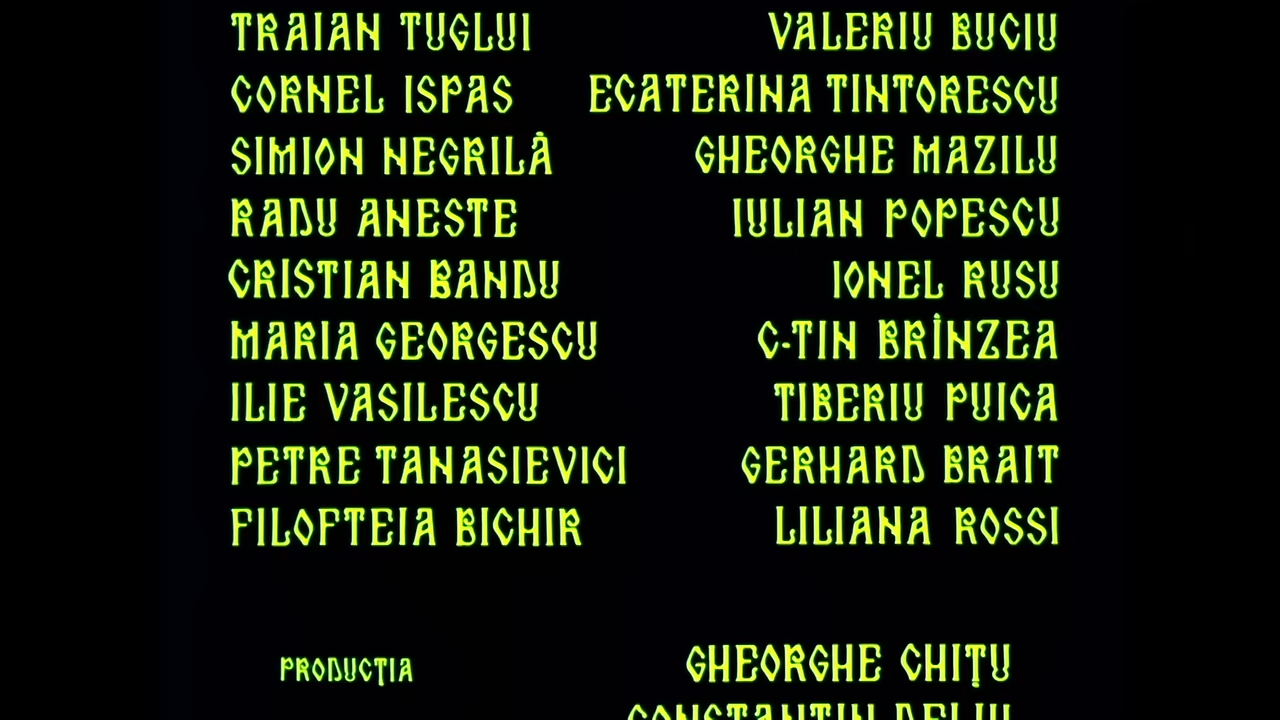 TRAIAN TUGLUI VALERIU BUCIU
CORNEL ISPAS ECATERINA TINTORESCU
SIMION NEGRILĂ GHEORGHE MAZILU
RADU ANESTE IULIAN POPESCU
CRISTIAN BANDU IONEL RUSU
MARIA GEORGESCU C-TIN BRÎNZEA
ILIE VASILESCU TIBERIU PUICA
PETRE TANASIEVICI GERHARD BRAIT
FILOFTEIA BICHIR LILIANA ROSSI
PRODUCȚIA GHEORGHE CHIȚU
CONSTANTIN